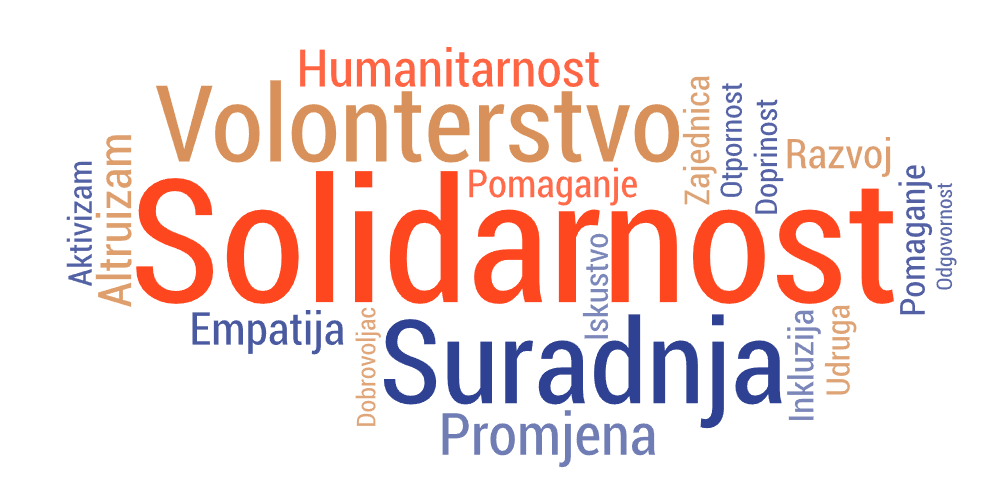 Humanitarnost
Volonterstvo
Zajednica
Otpornost
Doprinost
Razvoj
Aktivizam
Altruizam
Pomaganje
Solidarnost
Pomaganje
Odgovornost
Iskustvo
Empatija
Dobrovoljac
Suradnja
Inkluzija
Udruga
Promjena